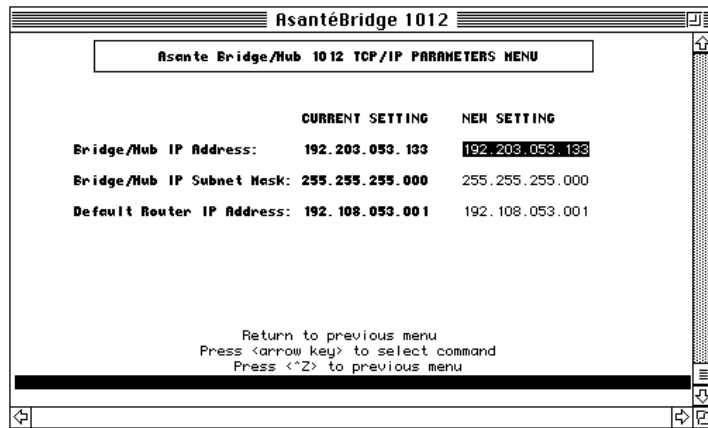 AsantéBridge 1012
Asante Bridge/Hub 1012 TCP/IP PARAMETERS MENU
CURRENT SETTING NEW SETTING
Bridge/Hub IP Address: 192.203.053.133 192.203.053.133
Bridge/Hub IP Subnet Mask: 255.255.255.000 255.255.255.000
Default Router IP Address: 192.108.053.001 192.108.053.001
Return to previous menu
Press <arrow key> to select command
Press <^Z> to previous menu